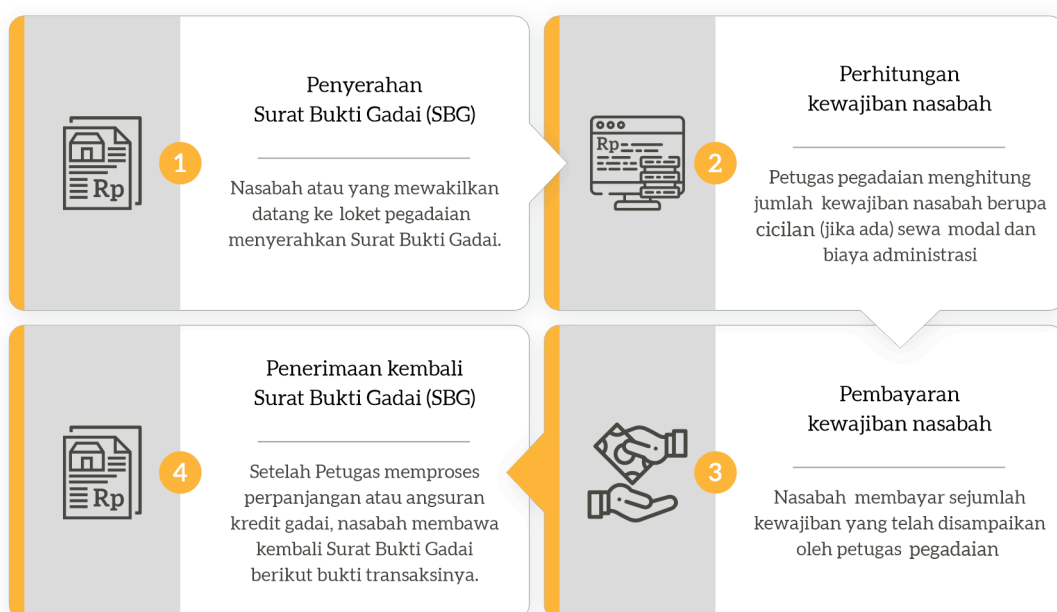 Penyerahan
Surat Bukti Gadai (SBG)
Rp
1
Nasabah atau yang mewakilkan
datang ke loket pegadaian
menyerahkan Surat Bukti Gadai.
Perhitungan
kewajiban nasabah
Rp
2
Petugas pegadaian menghitung
jumlah kewajiban nasabah berupa
cicilan (jika ada) sewa modal dan
biaya administrasi
Pembayaran
kewajiban nasabah
3
Nasabah membayar sejumlah
kewajiban yang telah disampaikan
oleh petugas pegadaian
Penerimaan kembali
Surat Bukti Gadai (SBG)
Rp
4
Setelah Petugas memproses
perpanjangan atau angsuran
kredit gadai, nasabah membawa
kembali Surat Bukti Gadai
berikut bukti transaksinya.